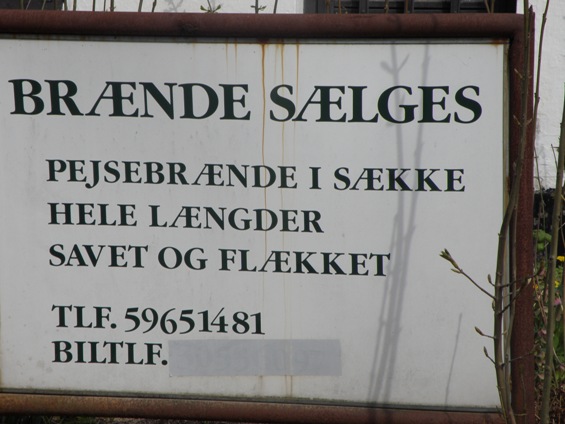 BRÆNDE SÆLGES
PEJSEBRÆNDE I SÆKKE
HELE LÆNGDER
SAVET OG FLÆKKET
TLF. 59651481
BILTLF.